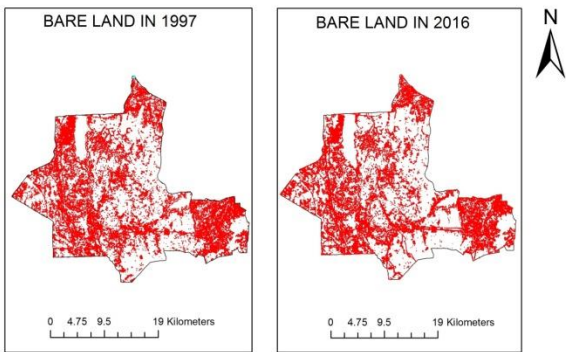 BARE LAND IN 1997
BARE LAND IN 2016
N
0 4.75 9.5 19 Kilometers
0 4.75 9.5 19 Kilometers